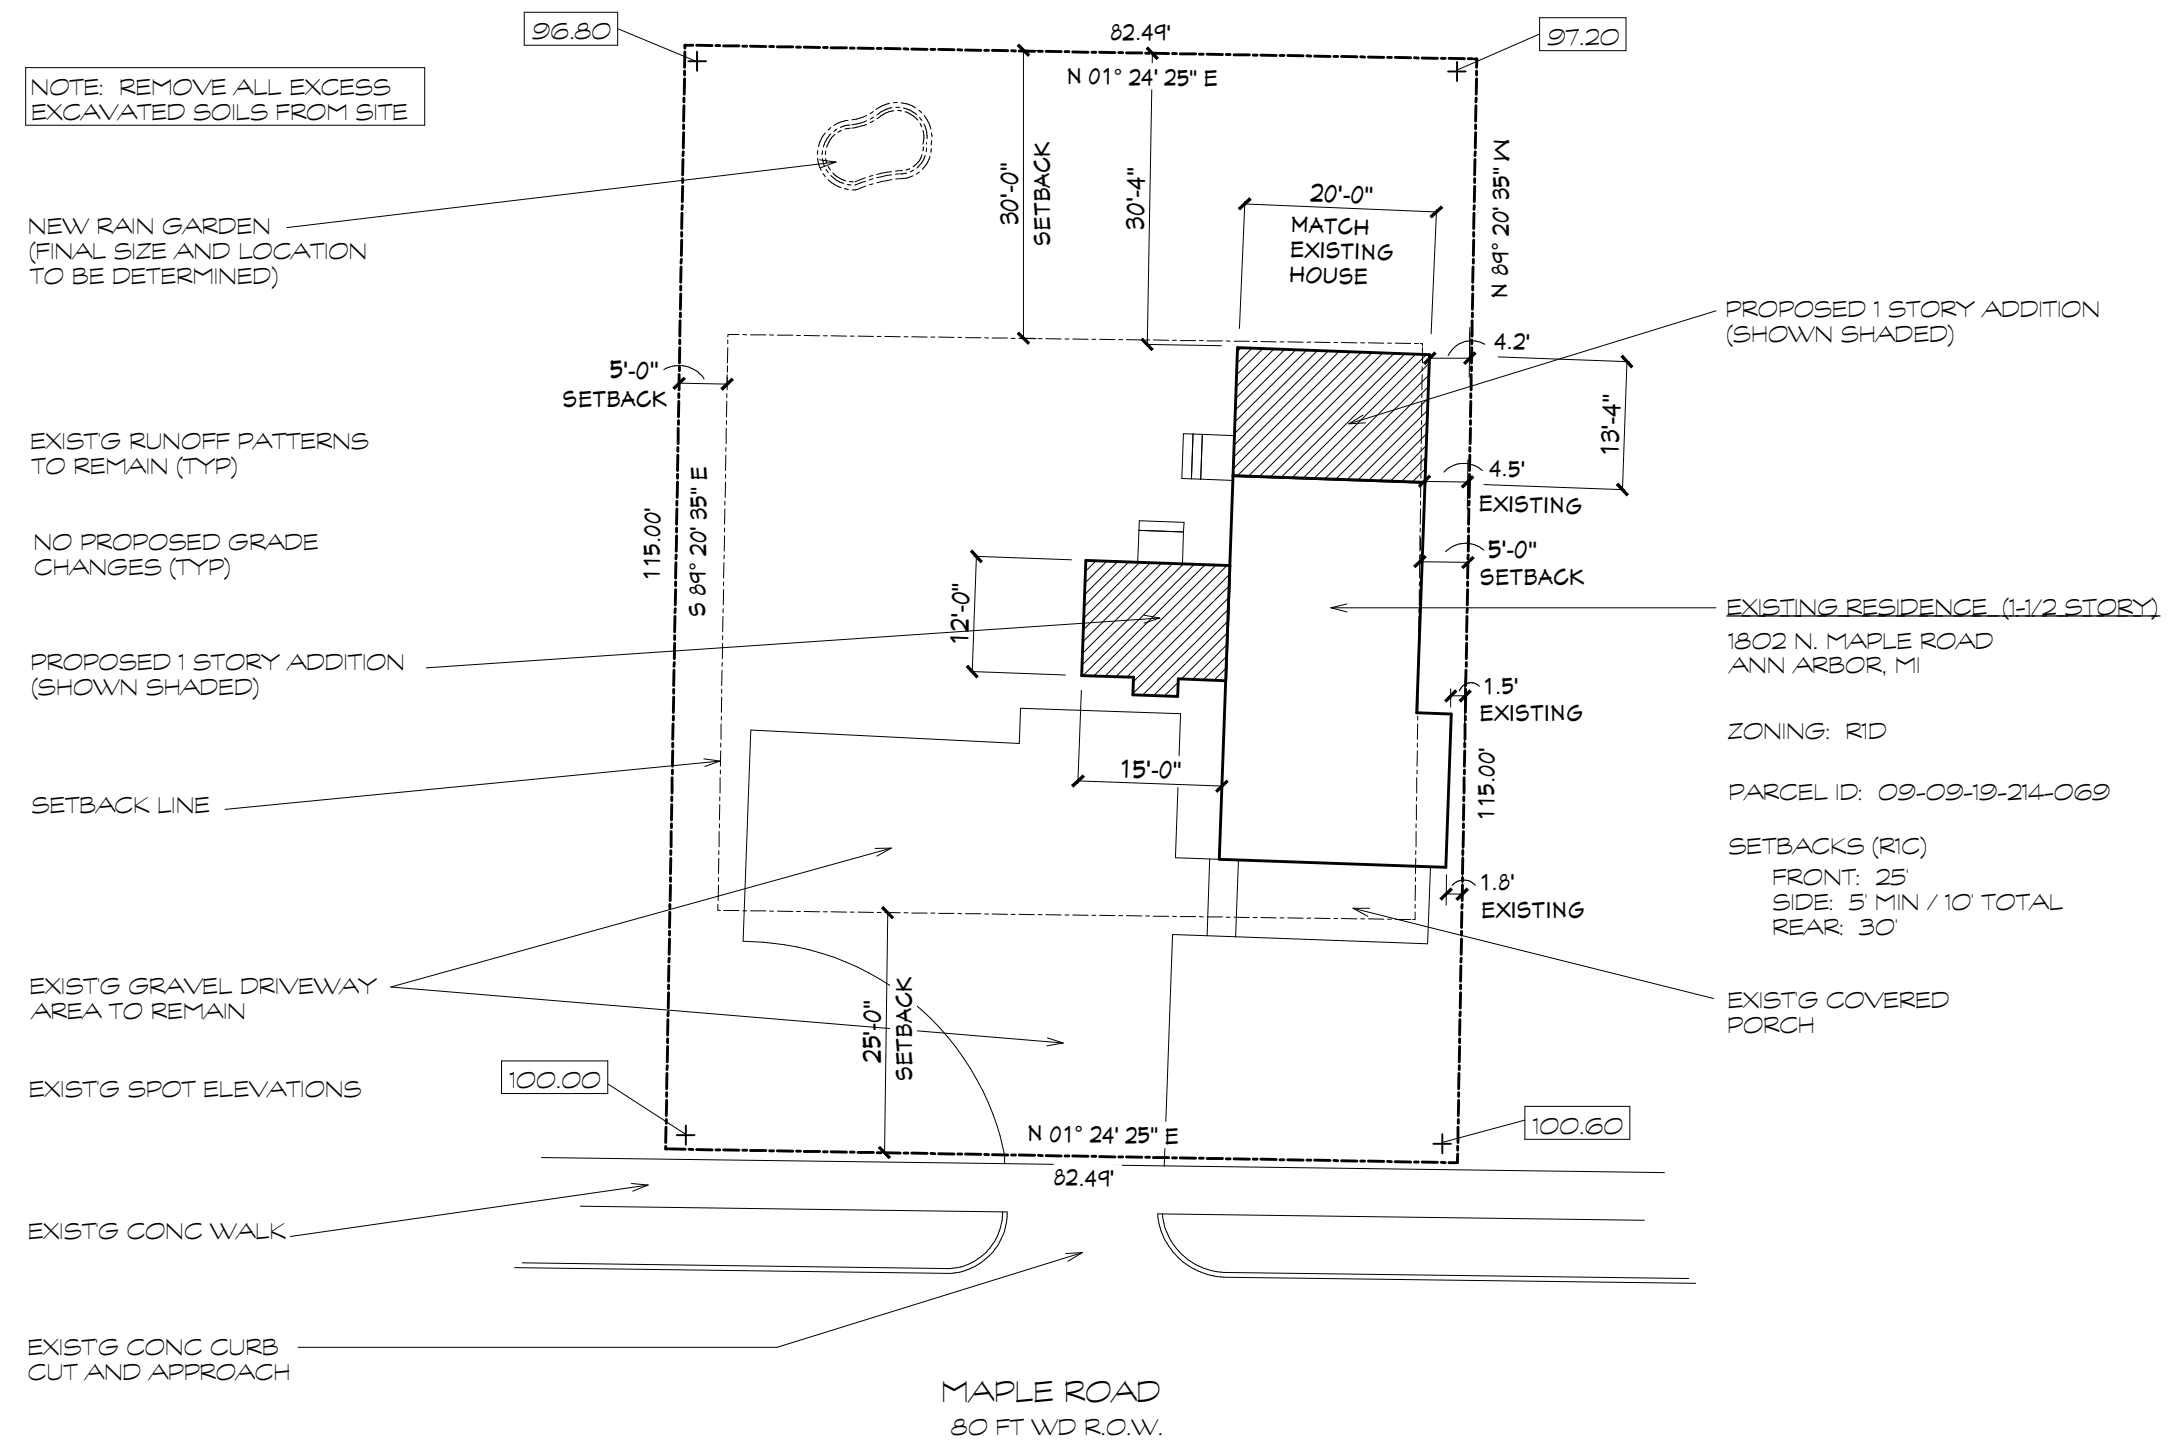 96.80
82.49'
97.20
N 01° 24' 25" E
NOTE: REMOVE ALL EXCESS
EXCAVATED SOILS FROM SITE
NEW RAIN GARDEN
(FINAL SIZE AND LOCATION
TO BE DETERMINED)
30'-0"
SETBACK
30'-4"
20'-0"
MATCH
EXISTING
HOUSE
N 89° 20' 35" W
PROPOSED 1 STORY ADDITION
(SHOWN SHADED)
4.2'
5'-0"
SETBACK
13'-4"
EXIST'G RUNOFF PATTERNS
TO REMAIN (TYP)
4.5'
EXISTING
115.00'
S 89° 20' 35" E
NO PROPOSED GRADE
CHANGES (TYP)
5'-0"
SETBACK
12'-0"
EXISTING RESIDENCE (1-1/2 STORY)
1802 N. MAPLE ROAD
ANN ARBOR, MI
PROPOSED 1 STORY ADDITION
(SHOWN SHADED)
1.5'
EXISTING
ZONING: R1D
15'-0"
115.00'
PARCEL ID: 09-09-19-214-069
SETBACK LINE
SETBACKS (R1C)
FRONT: 25'
SIDE: 5' MIN / 10' TOTAL
REAR: 30'
1.8'
EXISTING
EXIST'G GRAVEL DRIVEWAY
AREA TO REMAIN
25'-0"
SETBACK
EXIST'G COVERED
PORCH
EXIST'G SPOT ELEVATIONS
100.00
100.60
N 01° 24' 25" E
82.49'
EXIST'G CONC WALK
EXIST'G CONC CURB
CUT AND APPROACH
MAPLE ROAD
80 FT WD R.O.W.